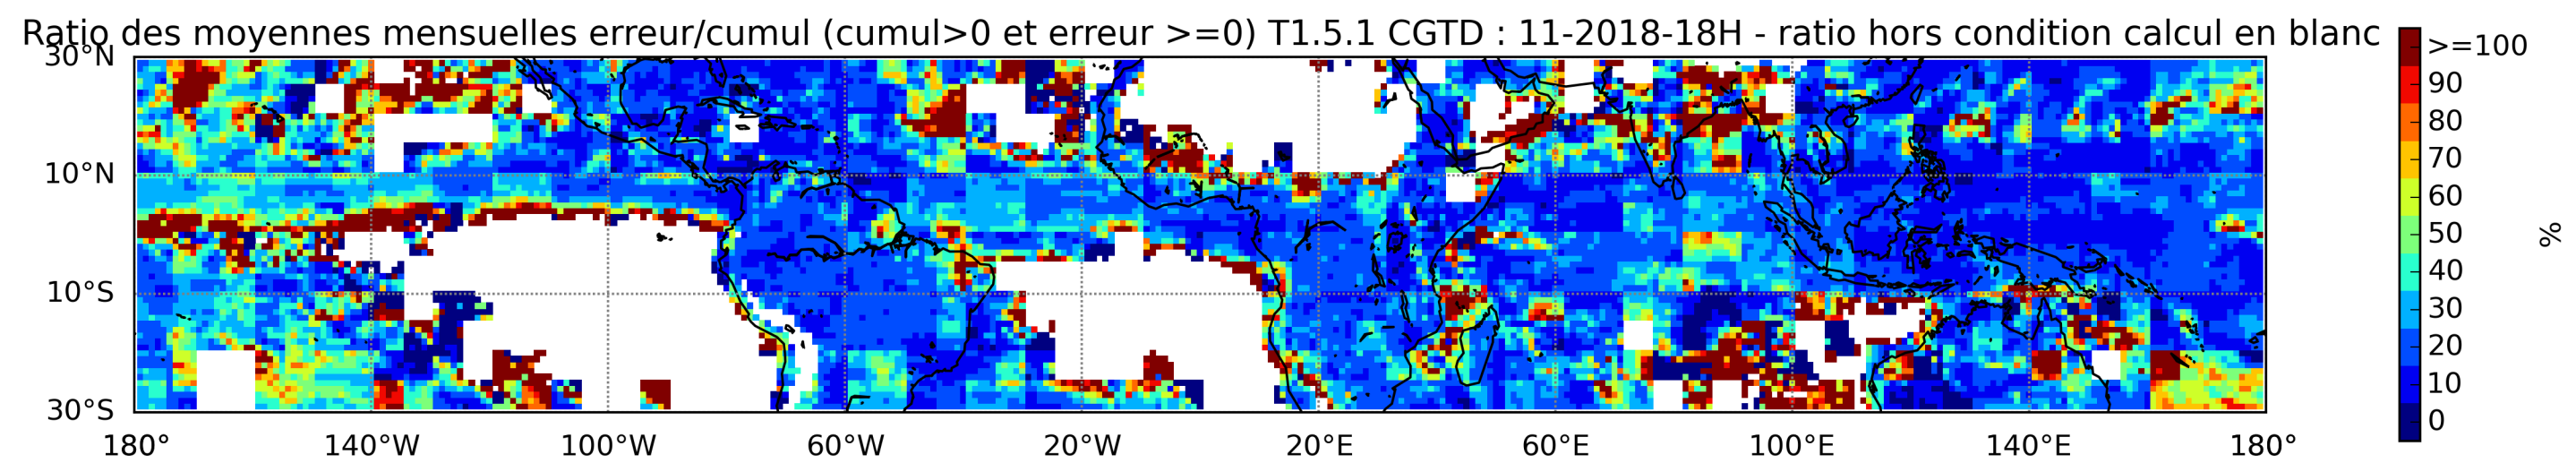 Ratio des moyennes mensuelles erreur/cumul (cumul>0 et erreur >=0) T1.5.1 CGTD : 11-2018-18H - ratio hors condition calcul en blanc
30°N
10°N
10°S
30°S
180° 140°W 100°W 60°W 20°W 20°E 60°E 100°E 140°E 180°
>=100
90
80
70
60
50
40
30
20
10
0
%